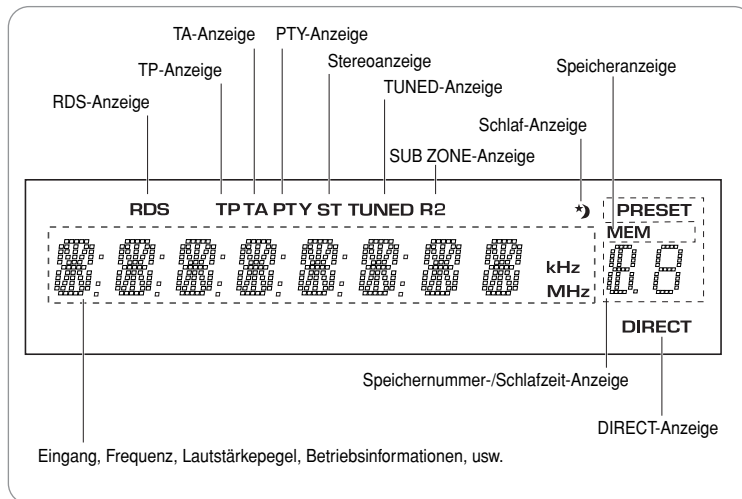 TA-Anzeige PTY-Anzeige
Stereoanzeige
TP-Anzeige
Speicheranzeige
TUNED-Anzeige
RDS-Anzeige
Schlaf-Anzeige
SUB ZONE-Anzeige
RDS TP TA PTY ST TUNED R2 PRESET
MEM
kHz
MHz
DIRECT
Speichernummer-/Schlafzeit-Anzeige
DIRECT-Anzeige
Eingang, Frequenz, Lautstärkepegel, Betriebsinformationen, usw.